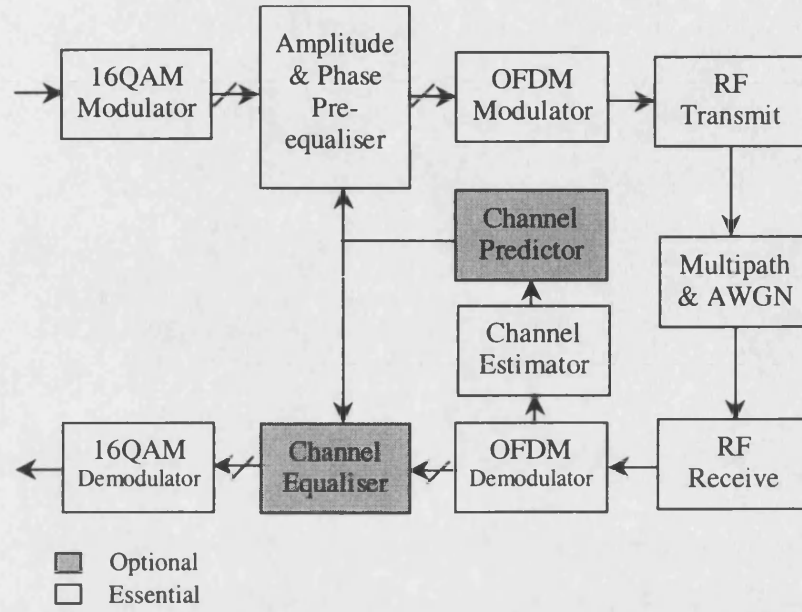 16QAM
Modulator
Amplitude
& Phase
Pre-
equaliser
OFDM
Modulator
RF
Transmit
Channel
Predictor
Multipath
& AWGN
Channel
Estimator
16QAM
Demodulator
Channel
Equaliser
OFDM
Demodulator
RF
Receive
Optional
Essential